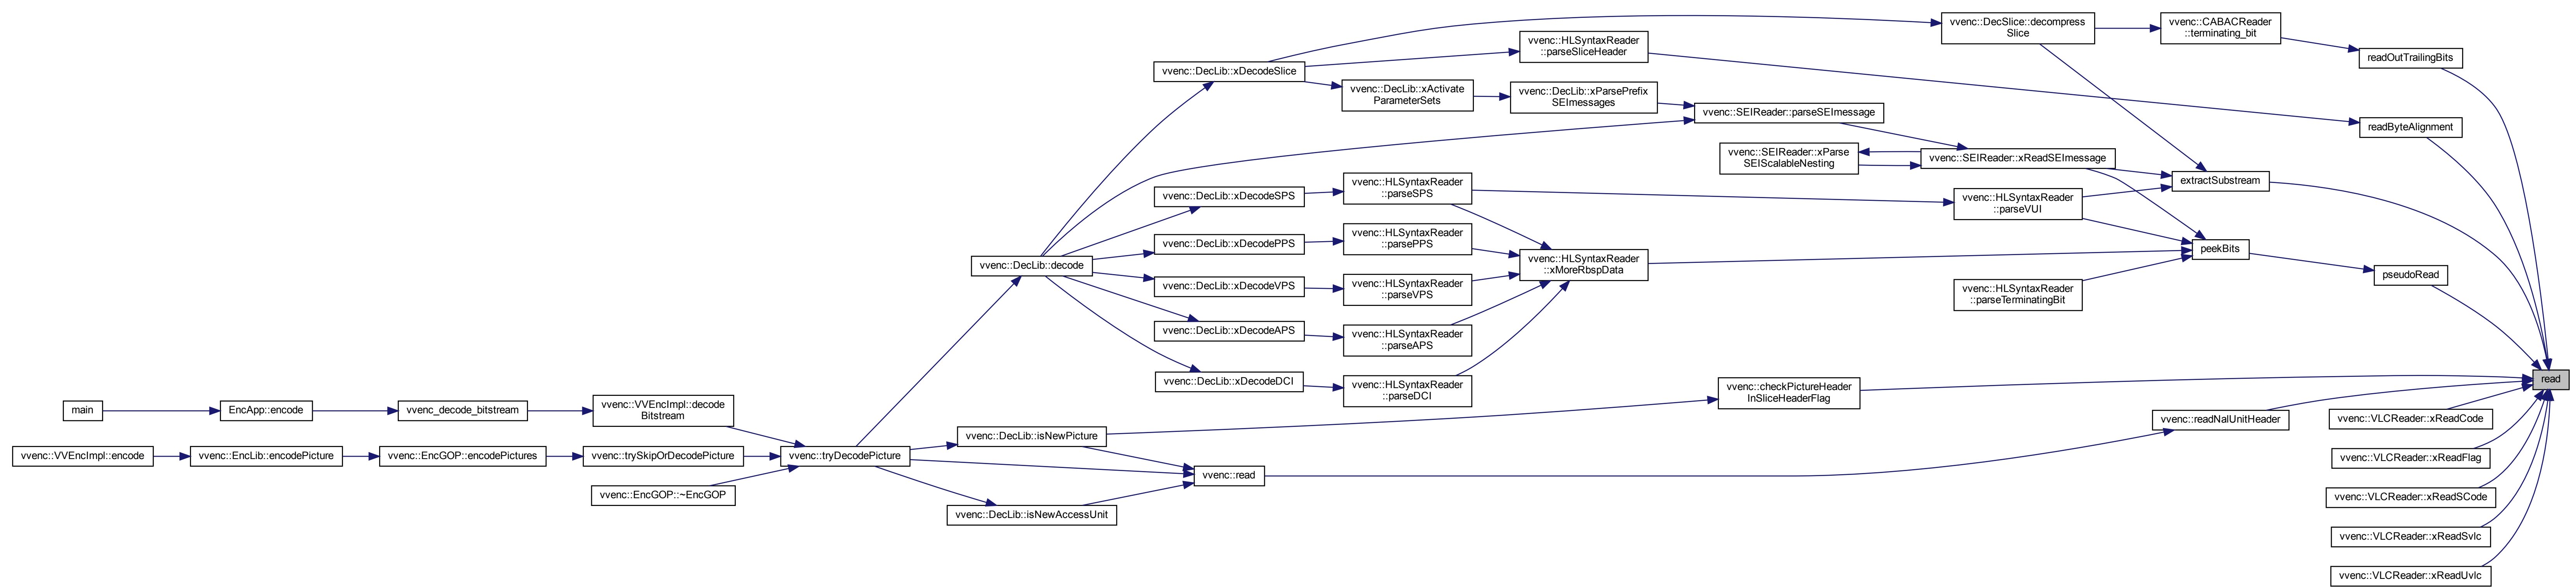 vvenc::DecSlice::decompress
Slice
vvenc::CABACReader
::terminating_bit
vvenc::HLSyntaxReader
::parseSliceHeader
readOutTrailingBits
vvenc::DecLib::xDecodeSlice
vvenc::DecLib::xActivate
ParameterSets
vvenc::DecLib::xParsePrefix
SEImessages
vvenc::SEIReader::parseSEImessage
readByteAlignment
vvenc::SEIReader::xParse
SEIScalableNesting
vvenc::SEIReader::xReadSEImessage
extractSubstream
vvenc::DecLib::xDecodeSPS
vvenc::HLSyntaxReader
::parseSPS
vvenc::HLSyntaxReader
::parseVUI
vvenc::DecLib::xDecodePPS
vvenc::HLSyntaxReader
::parsePPS
peekBits
vvenc::DecLib::decode
vvenc::HLSyntaxReader
::xMoreRbspData
pseudoRead
vvenc::DecLib::xDecodeVPS
vvenc::HLSyntaxReader
::parseVPS
vvenc::HLSyntaxReader
::parseTerminatingBit
vvenc::DecLib::xDecodeAPS
vvenc::HLSyntaxReader
::parseAPS
vvenc::DecLib::xDecodeDCI
vvenc::HLSyntaxReader
::parseDCI
vvenc::checkPictureHeader
InSliceHeaderFlag
read
main
EncApp::encode
vvenc_decode_bitstream
vvenc::VVEncImpl::decode
Bitstream
vvenc::readNalUnitHeader
vvenc::VLCReader::xReadCode
vvenc::DecLib::isNewPicture
vvenc::VVEncImpl::encode
vvenc::EncLib::encodePicture
vvenc::EncGOP::encodePictures
vvenc::trySkipOrDecodePicture
vvenc::tryDecodePicture
vvenc::VLCReader::xReadFlag
vvenc::read
vvenc::EncGOP::~EncGOP
vvenc::VLCReader::xReadSCode
vvenc::DecLib::isNewAccessUnit
vvenc::VLCReader::xReadSvlc
vvenc::VLCReader::xReadUvlc